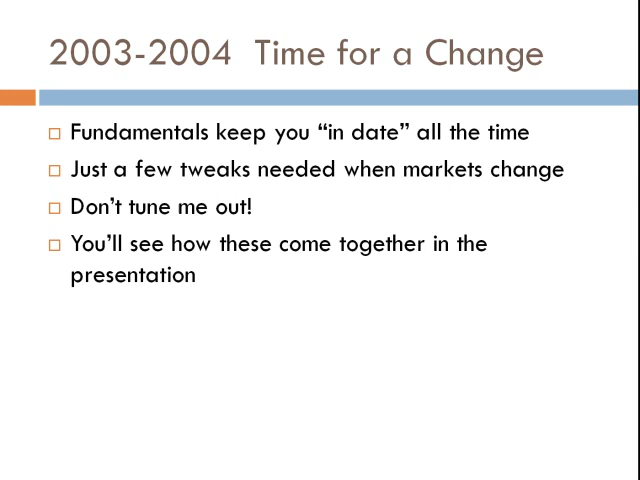 2003-2004 Time for a Change
Fundamentals keep you “in date” all the time
Just a few tweaks needed when markets change
Don’t tune me out!
You’ll see how these come together in the
presentation